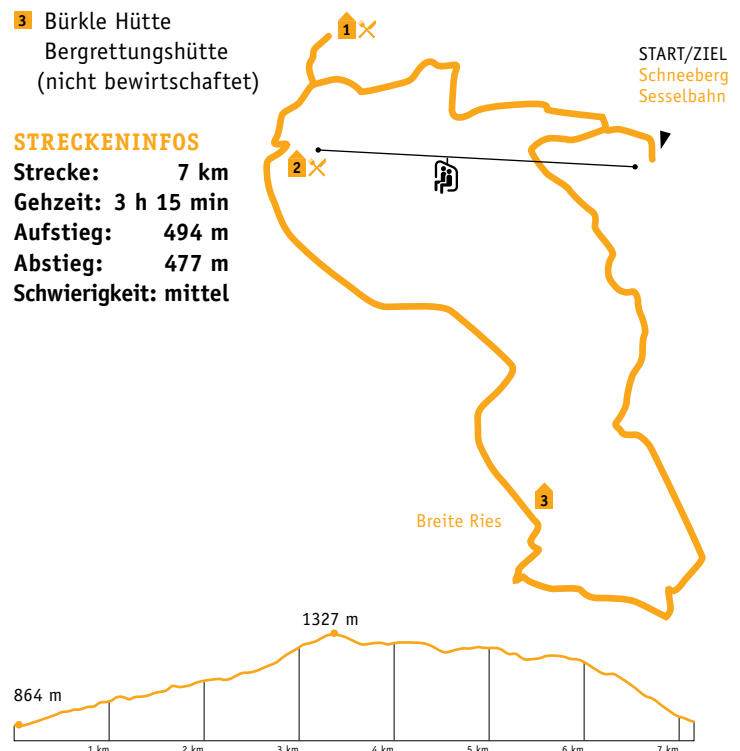 3 Bürkle Hütte
Bergrettungshütte
(nicht bewirtschaftet)
STRECKENINFOS
Strecke: 7 km
Gehzeit: 3 h 15 min
Aufstieg: 494 m
Abstieg: 477 m
Schwierigkeit: mittel
1
2
START/ZIEL
Schneeberg
Sesselbahn
3
Breite Ries
1327 m
864 m
1 km 2 km 3 km 4 km 5 km 6 km 7 km